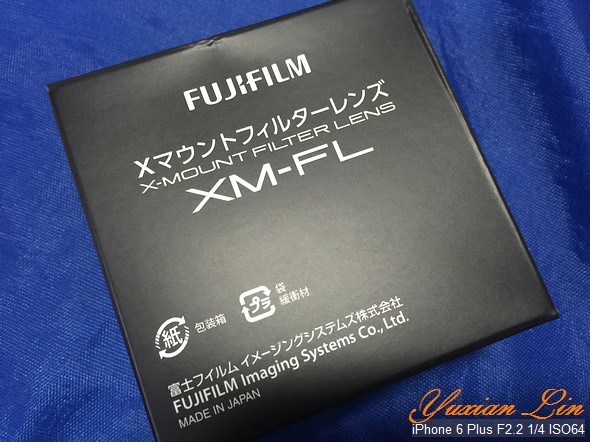 FUJIFILM
Xマウントフィルターレンズ
X-MOUNT FILTER LENS
XM-FL
紙 包装箱
プラ 袋
緩衝材
富士フイルム イメージングシステムズ株式会社
FUJIFILM Imaging Systems Co.,Ltd.
MADE IN JAPAN
Yuxian Lin
iPhone 6 Plus F2.2 1/4 ISO64